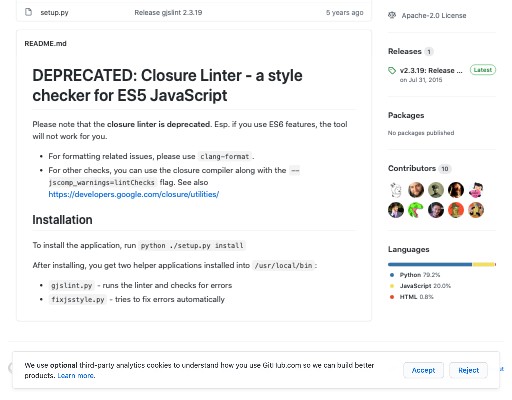 setup.py Release gjslint 2.3.19 5 years ago
README.md
DEPRECATED: Closure Linter - a style
checker for ES5 JavaScript
Please note that the closure linter is deprecated. Esp. if you use ES6 features, the tool
will not work for you.
• For formatting related issues, please use clang-format .
• For other checks, you can use the closure compiler along with the --
jscomp_warnings=lintChecks flag. See also
https://developers.google.com/closure/utilities/
Installation
To install the application, run python ./setup.py install
After installing, you get two helper applications installed into /usr/local/bin :
• gjslint.py - runs the linter and checks for errors
• fixjsstyle.py - tries to fix errors automatically
Apache-2.0 License
Releases 1
v2.3.19: Release ... Latest
on Jul 31, 2015
Packages
No packages published
Contributors 10
Languages
Python 79.2%
JavaScript 20.0%
HTML 0.8%
We use optional third-party analytics cookies to understand how you use GitHub.com so we can build better
products. Learn more.
Accept Reject